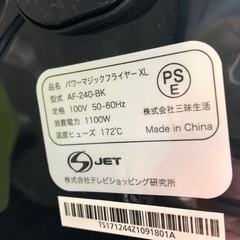 品名 パワーマジックフライヤー XL
型式 AF-240-BK
定格 100V 50-60Hz
消費電力 1100W
温度ヒューズ 172℃
PS
E
株式会社三昧生活
Made in China
JET
株式会社テレビショッピング研究所
TS171244Z1091801A